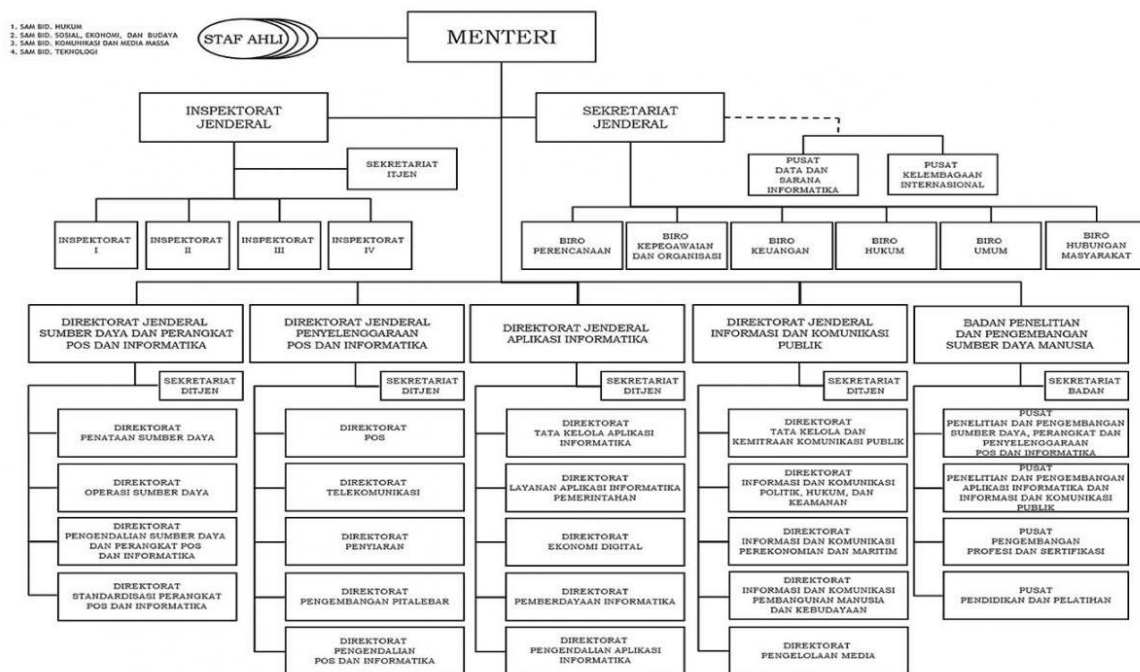 1. SAM BID. HUKUM
2. SAM BID. SOSIAL, EKONOMI, DAN BUDAYA
3. SAM BID. KOMUNIKASI DAN MEDIA MASSA
4. SAM BID. TEKNOLOGI
STAF AHLI
MENTERI
INSPEKTORAT
JENDERAL
SEKRETARIAT
JENDERAL
SEKRETARIAT
ITJEN
PUSAT
DATA DAN
SARANA
INFORMATIKA
PUSAT
KELEMBAGAAN
INTERNASIONAL
INSPEKTORAT
I
INSPEKTORAT
II
INSPEKTORAT
III
INSPEKTORAT
IV
BIRO
PERENCANAAN
BIRO
KEPEGAWAIAN
DAN ORGANISASI
BIRO
KEUANGAN
BIRO
HUKUM
BIRO
UMUM
BIRO
HUBUNGAN
MASYARAKAT
DIREKTORAT JENDERAL
SUMBER DAYA DAN PERANGKAT
POS DAN INFORMATIKA
SEKRETARIAT
DITJEN
DIREKTORAT
PENATAAN SUMBER DAYA
DIREKTORAT
OPERASI SUMBER DAYA
DIREKTORAT
PENGENDALIAN SUMBER DAYA
DAN PERANGKAT POS
DAN INFORMATIKA
DIREKTORAT
STANDARDISASI PERANGKAT
POS DAN INFORMATIKA
DIREKTORAT JENDERAL
PENYELENGGARAAN
POS DAN INFORMATIKA
SEKRETARIAT
DITJEN
DIREKTORAT
POS
DIREKTORAT
TELEKOMUNIKASI
DIREKTORAT
PENYIARAN
DIREKTORAT
PENGEMBANGAN PITALEBAR
DIREKTORAT
PENGENDALIAN
POS DAN INFORMATIKA
DIREKTORAT JENDERAL
APLIKASI INFORMATIKA
SEKRETARIAT
DITJEN
DIREKTORAT
TATA KELOLA APLIKASI
INFORMATIKA
DIREKTORAT
LAYANAN APLIKASI INFORMATIKA
PEMERINTAHAN
DIREKTORAT
EKONOMI DIGITAL
DIREKTORAT
PEMBERDAYAAN INFORMATIKA
DIREKTORAT
PENGENDALIAN APLIKASI
INFORMATIKA
DIREKTORAT JENDERAL
INFORMASI DAN KOMUNIKASI
PUBLIK
SEKRETARIAT
DITJEN
DIREKTORAT
TATA KELOLA DAN
KEMITRAAN KOMUNIKASI PUBLIK
DIREKTORAT
INFORMASI DAN KOMUNIKASI
POLITIK, HUKUM, DAN
KEAMANAN
DIREKTORAT
INFORMASI DAN KOMUNIKASI
PEREKONOMIAN DAN MARITIM
DIREKTORAT
INFORMASI DAN KOMUNIKASI
PEMBANGUNAN MANUSIA
DAN KEBUDAYAAN
DIREKTORAT
PENGELOLAAN MEDIA
BADAN PENELITIAN
DAN PENGEMBANGAN
SUMBER DAYA MANUSIA
SEKRETARIAT
BADAN
PUSAT
PENELITIAN DAN PENGEMBANGAN
SUMBER DAYA, PERANGKAT DAN
PENYELENGGARAAN
POS DAN INFORMATIKA
PUSAT
PENELITIAN DAN PENGEMBANGAN
APLIKASI INFORMATIKA DAN
INFORMASI DAN KOMUNIKASI
PUBLIK
PUSAT
PENGEMBANGAN
PROFESI DAN SERTIFIKASI
PUSAT
PENDIDIKAN DAN PELATIHAN